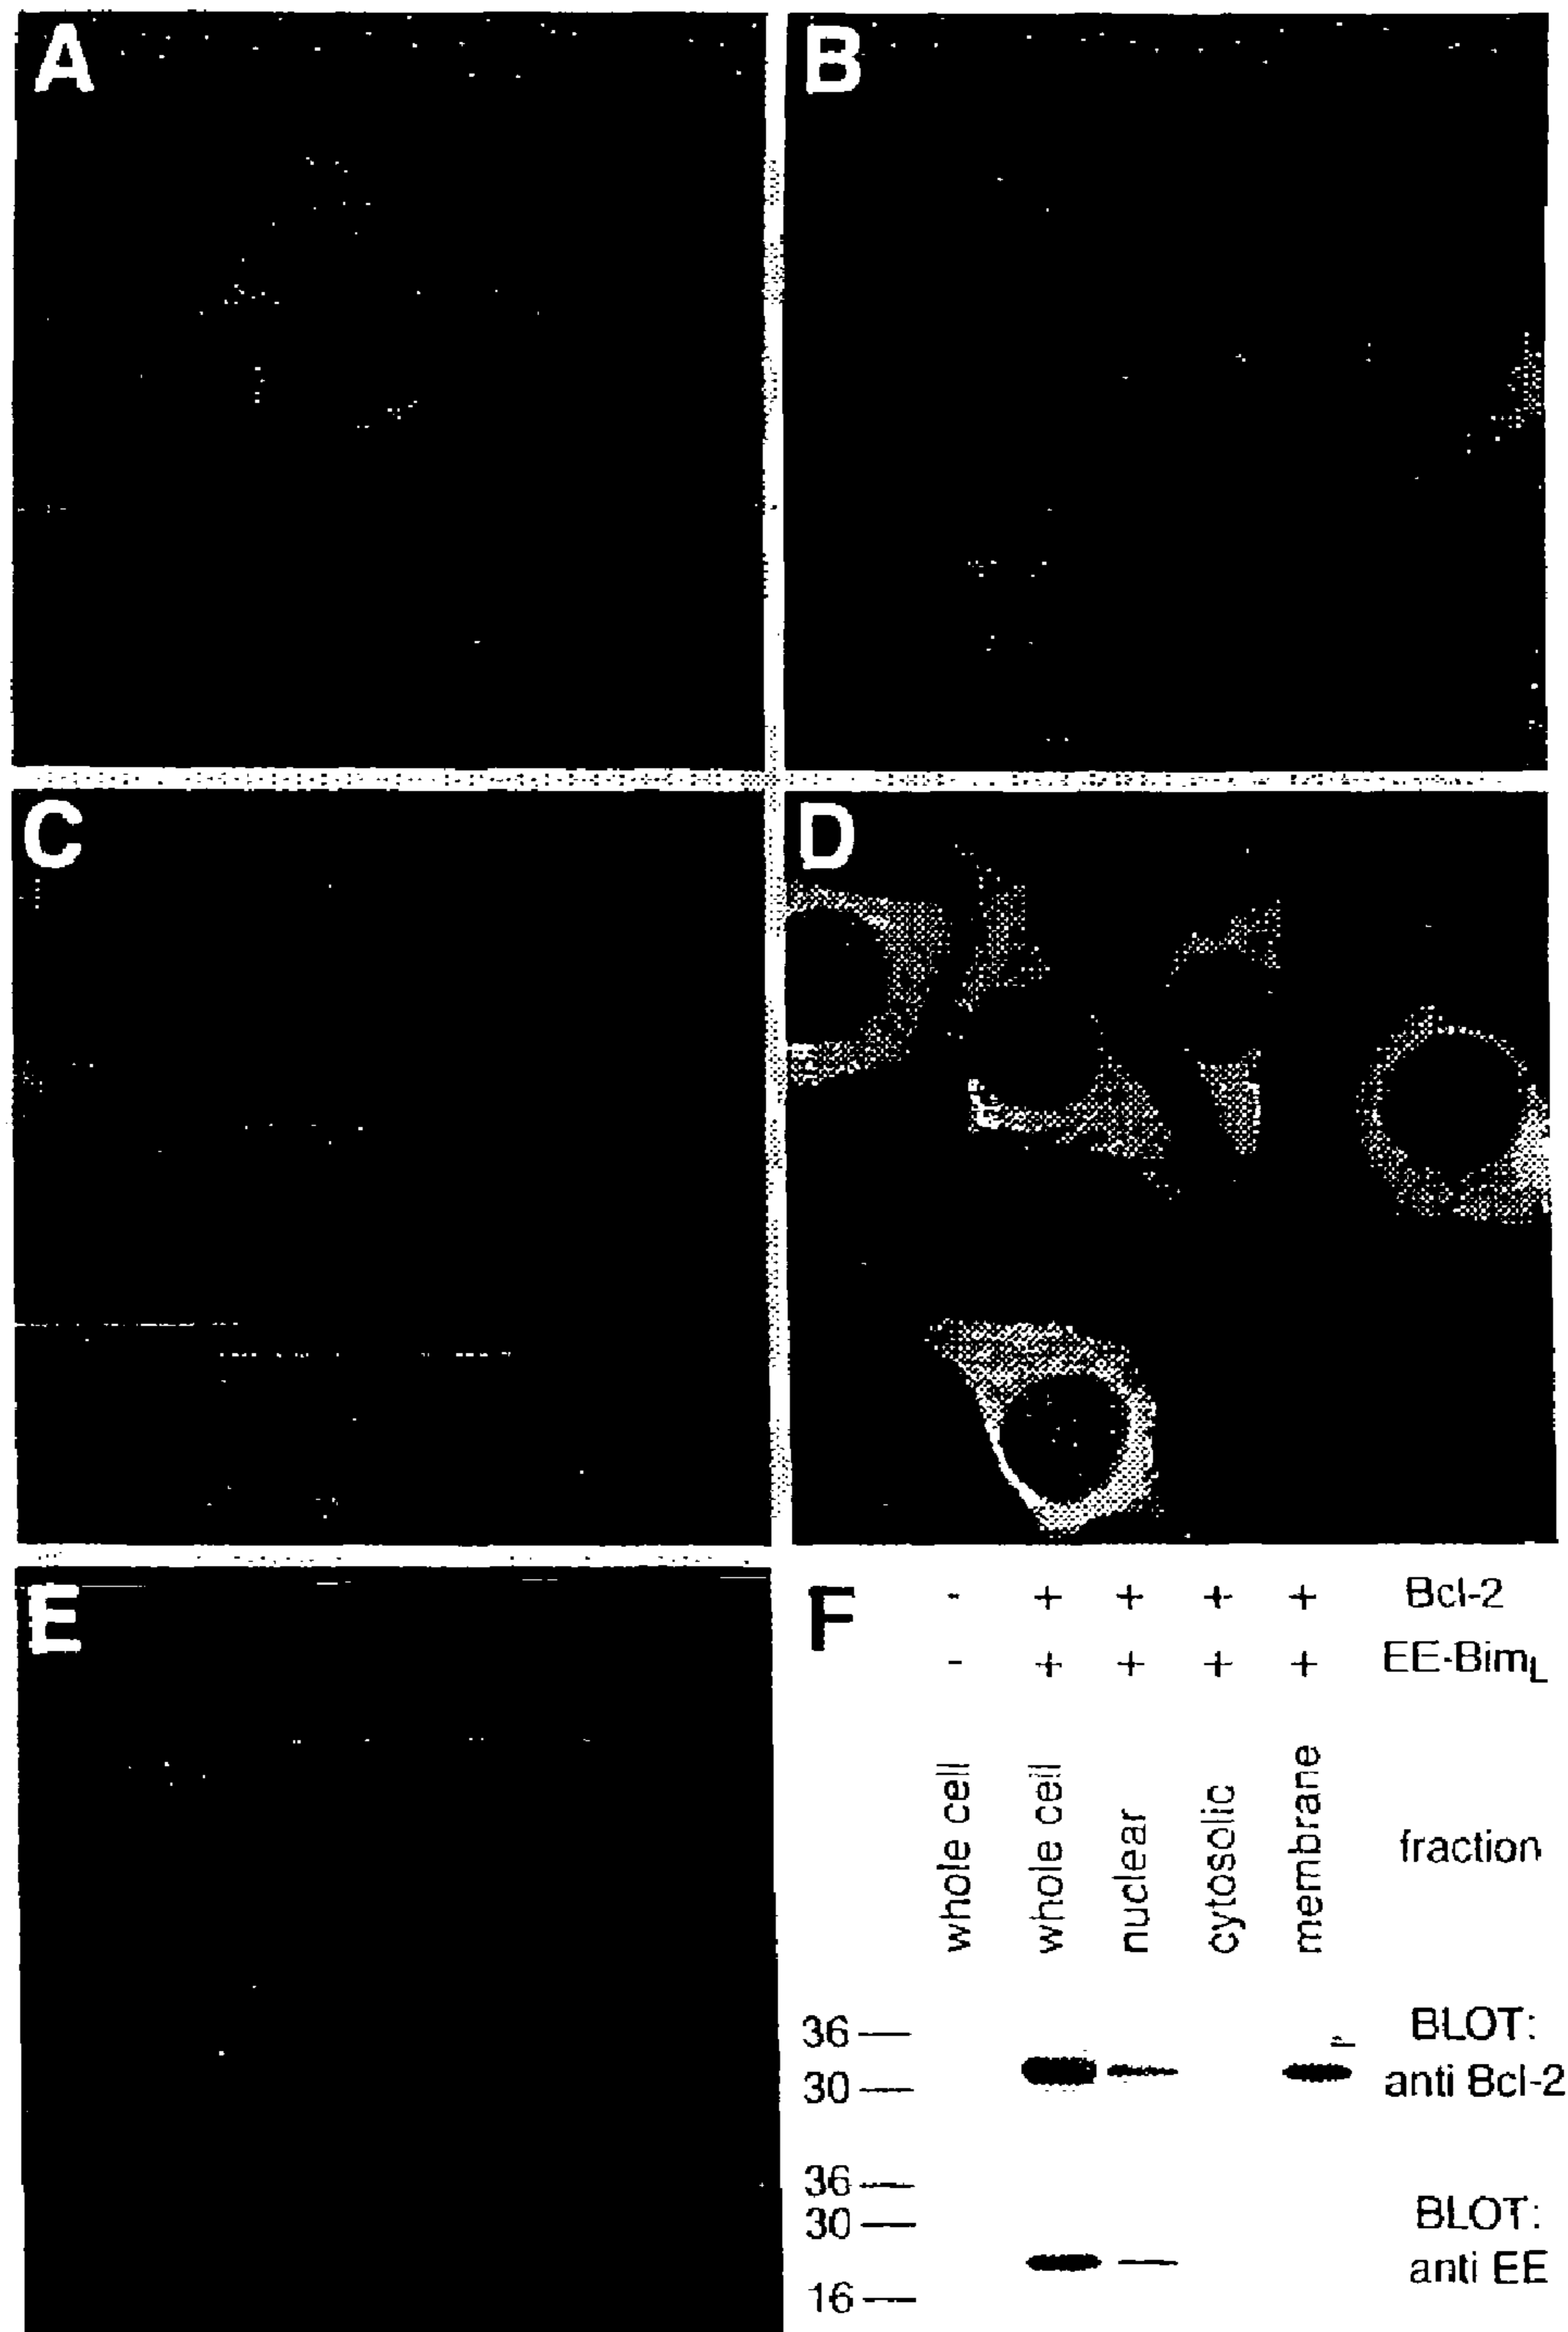 A
B
C
D
E
F
- + + + + Bcl-2
- + + + + EE-BimL
whole cell
whole cell
nuclear
cytosolic
membrane
fraction
36
30
BLOT:
anti Bcl-2
36
30
16
BLOT:
anti EE